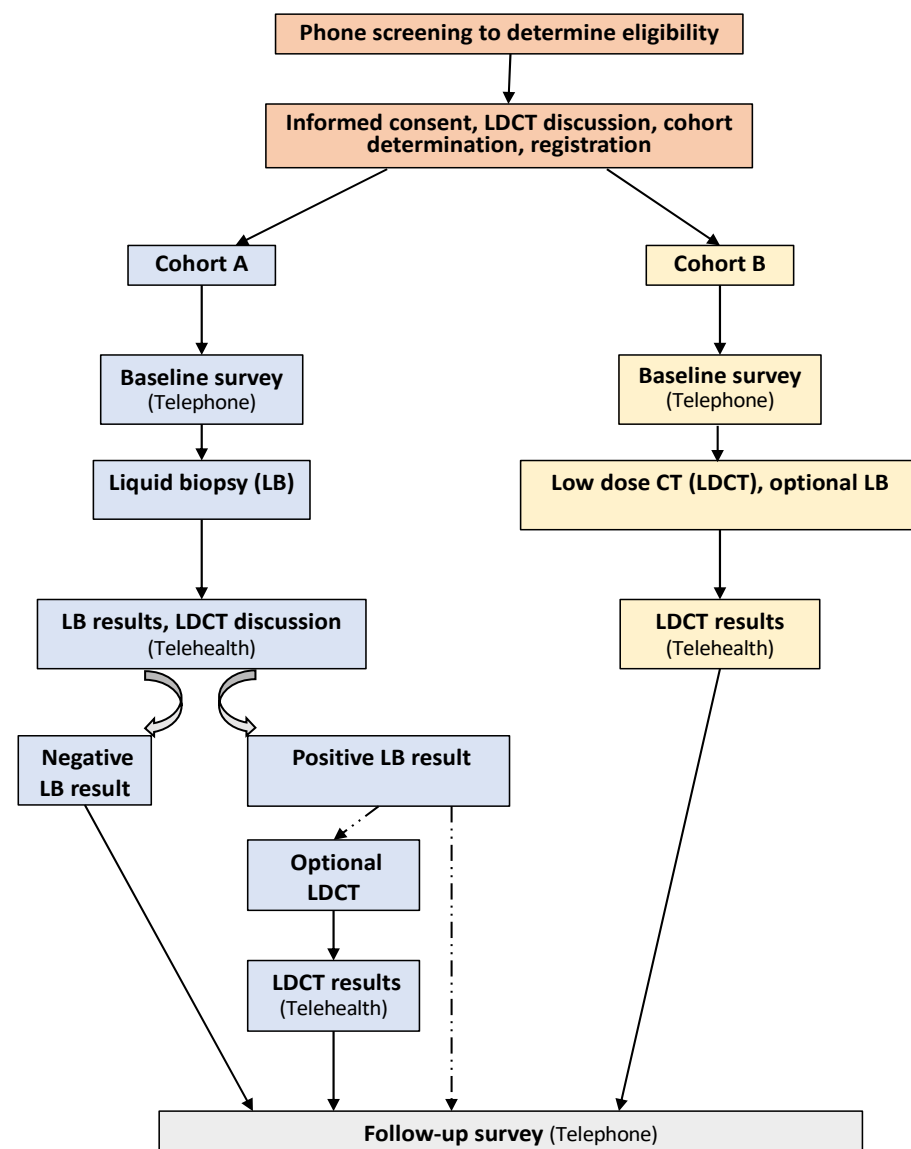 Phone screening to determine eligibility
Informed consent, LDCT discussion, cohort
determination, registration
Cohort A
Cohort B
Baseline survey
(Telephone)
Baseline survey
(Telephone)
Liquid biopsy (LB)
Low dose CT (LDCT), optional LB
LB results, LDCT discussion
(Telehealth)
LDCT results
(Telehealth)
Negative
LB result
Positive LB result
Optional
LDCT
LDCT results
(Telehealth)
Follow-up survey (Telephone)